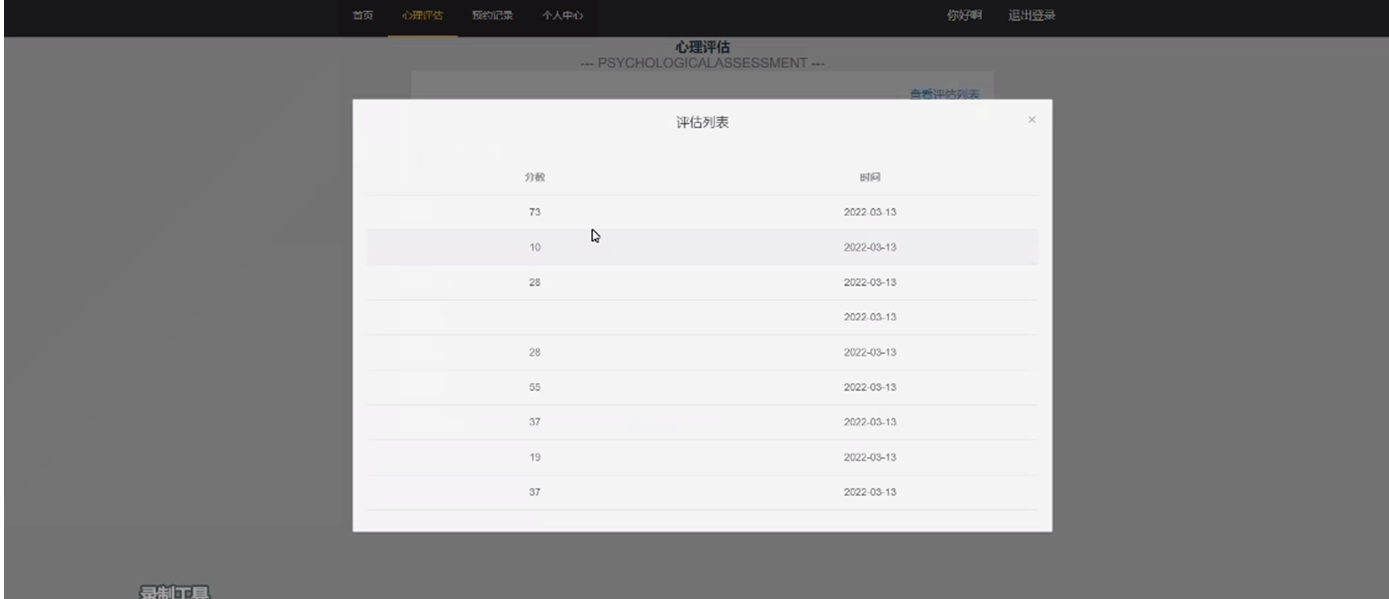 首页 心理评估 预约记录 个人中心 你好啊 退出登录
心理评估
--- PSYCHOLOGICALASSESSMENT ---
查看评估列表
评估列表 ×
分数 时间
73 2022-03-13
10 2022-03-13
28 2022-03-13
2022-03-13
28 2022-03-13
55 2022-03-13
37 2022-03-13
19 2022-03-13
37 2022-03-13
录制工具